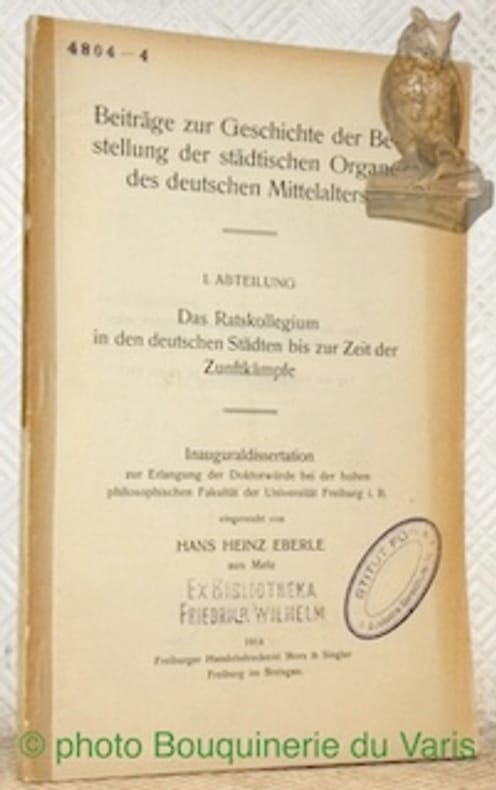 4804 - 4
Beiträge zur Geschichte der Be-
stellung der städtischen Organe
des deutschen Mittelalters
I. ABTEILUNG
Das Ratskollegium
in den deutschen Städten bis zur Zeit der
Zunftkämpfe
Inauguraldissertation
zur Erlangung der Doktorwürde bei der hohen
philosophischen Fakultät der Universität Freiburg i. B.
eingereicht von
HANS HEINZ EBERLE
aus Metz
EX BIBLIOTHEKA
FRIEDRICH WILHELM
1914
Freiburger Handelsdruckerei & Singler
Freiburg im Breisgau.
© photo Bouquinerie du Varis